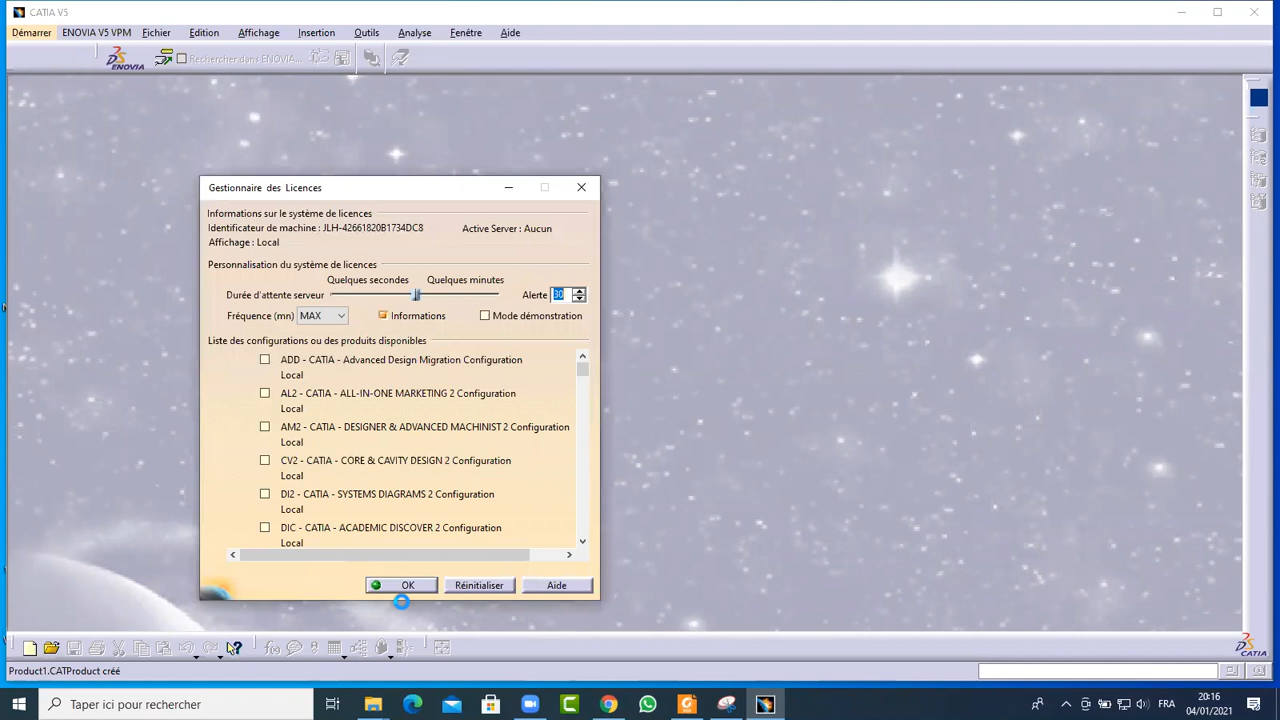 CATIA V5
Démarrer ENOVIA V5 VPM Fichier Edition Affichage Insertion Outils Analyse Fenêtre Aide
ENOVIA Rechercher dans ENOVIA...
Gestionnaire des Licences
Informations sur le système de licences
Identificateur de machine : JLH-42661820B1734DC8 Active Server : Aucun
Affichage : Local
Personnalisation du système de licences
Quelques secondes Quelques minutes
Durée d'attente serveur Alerte 30
Fréquence (mn) MAX Informations Mode démonstration
Liste des configurations ou des produits disponibles
ADD - CATIA - Advanced Design Migration Configuration
Local
AL2 - CATIA - ALL-IN-ONE MARKETING 2 Configuration
Local
AM2 - CATIA - DESIGNER & ADVANCED MACHINIST 2 Configuration
Local
CV2 - CATIA - CORE & CAVITY DESIGN 2 Configuration
Local
DI2 - CATIA - SYSTEMS DIAGRAMS 2 Configuration
Local
DIC - CATIA - ACADEMIC DISCOVER 2 Configuration
Local
OK Réinitialiser Aide
CATIA
Product1.CATProduct créé
Taper ici pour rechercher
FRA
20:16
04/01/2021